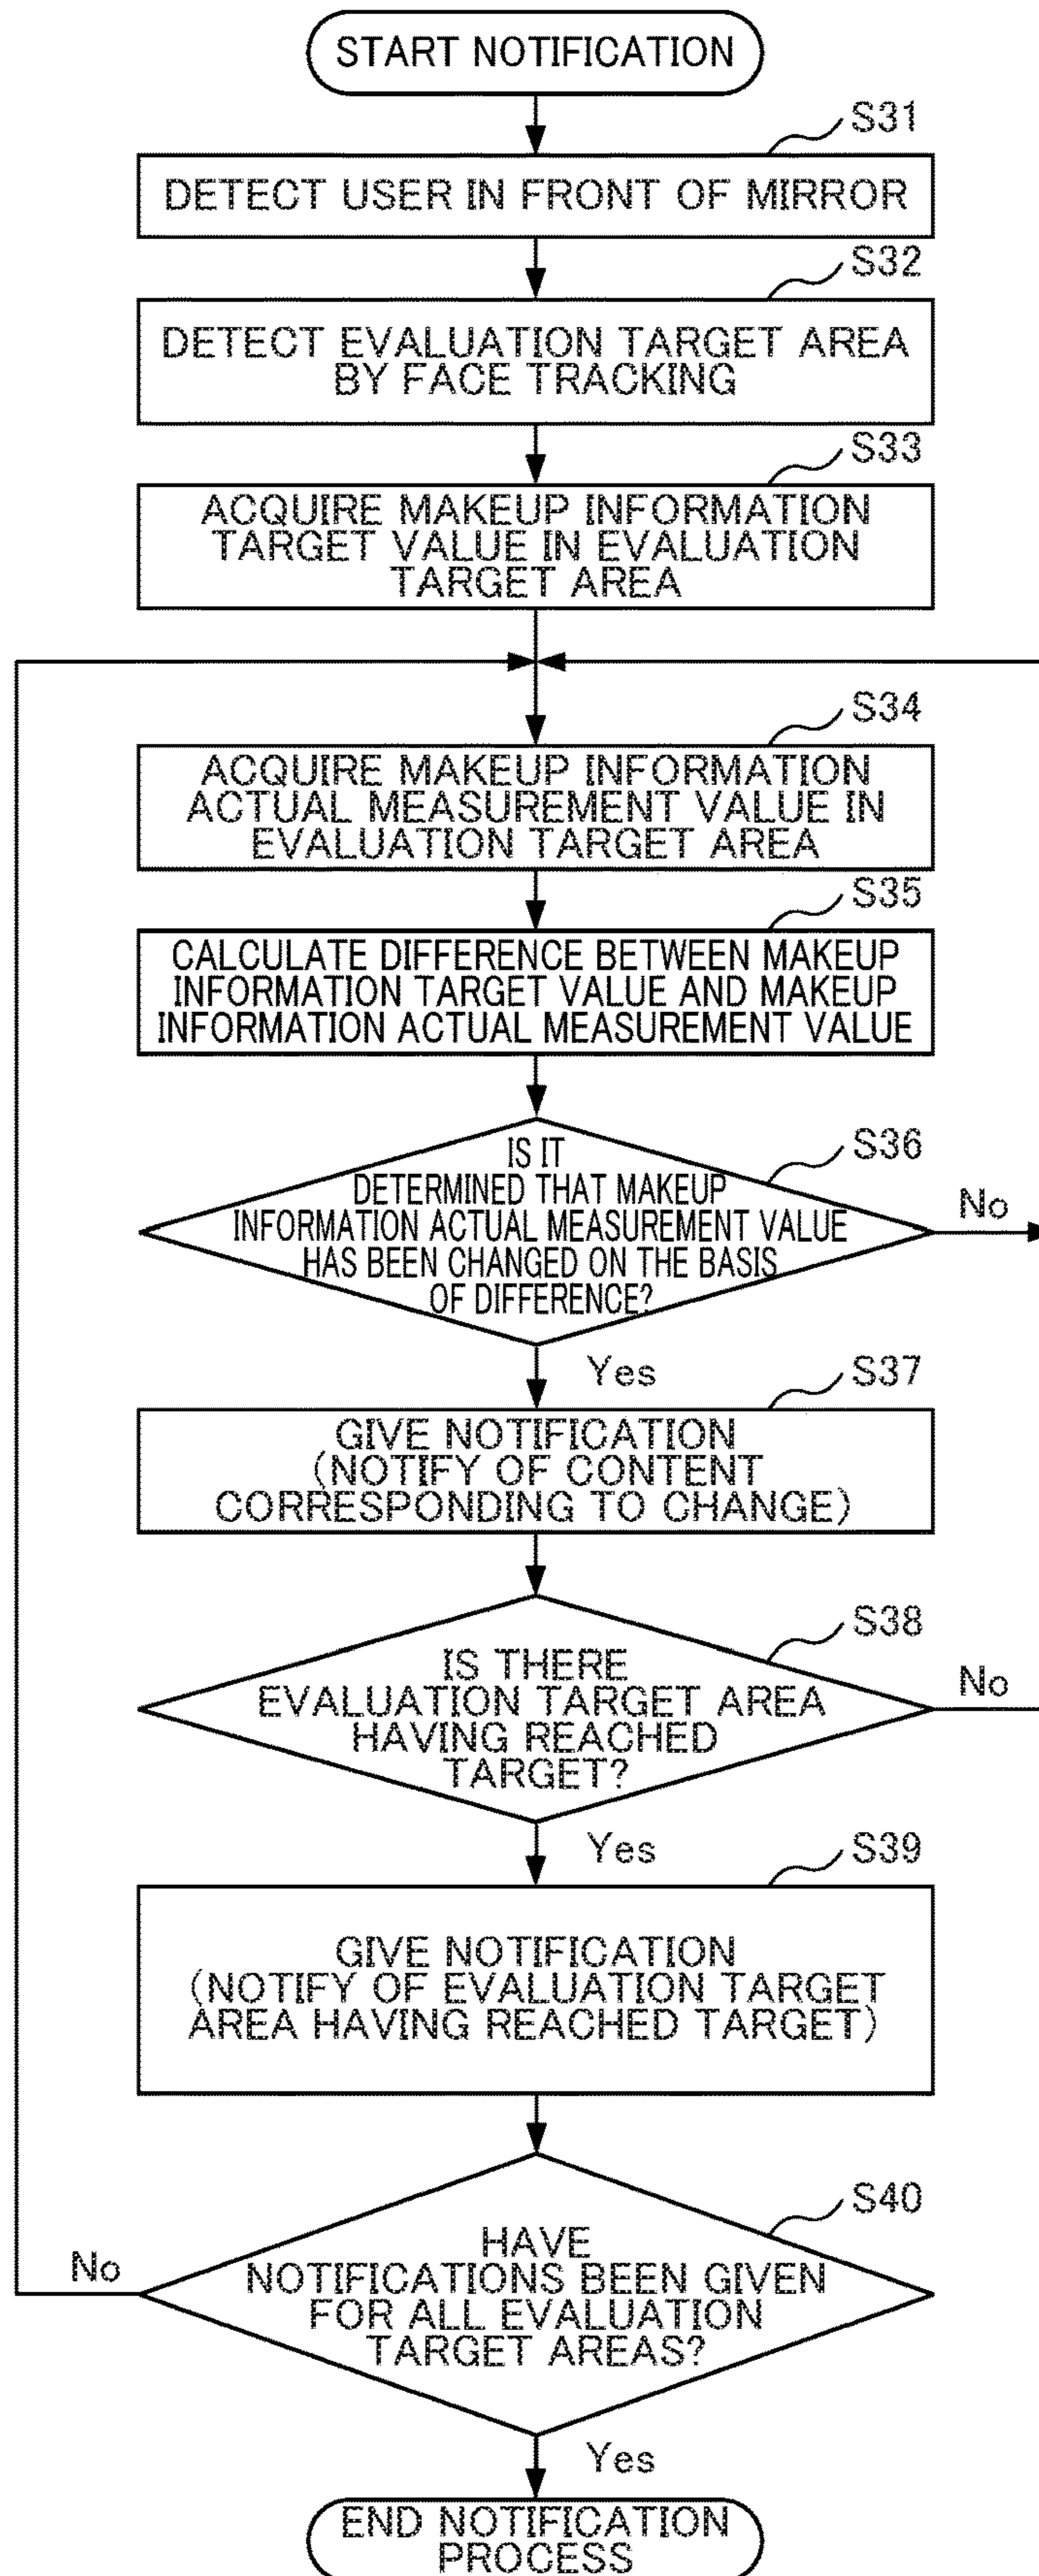 START NOTIFICATION
S31
DETECT USER IN FRONT OF MIRROR
S32
DETECT EVALUATION TARGET AREA
BY FACE TRACKING
S33
ACQUIRE MAKEUP INFORMATION
TARGET VALUE IN EVALUATION
TARGET AREA
S34
ACQUIRE MAKEUP INFORMATION
ACTUAL MEASUREMENT VALUE IN
EVALUATION TARGET AREA
S35
CALCULATE DIFFERENCE BETWEEN MAKEUP
INFORMATION TARGET VALUE AND MAKEUP
INFORMATION ACTUAL MEASUREMENT VALUE
S36
IS IT
DETERMINED THAT MAKEUP
INFORMATION ACTUAL MEASUREMENT VALUE
HAS BEEN CHANGED ON THE BASIS
OF DIFFERENCE?
No
Yes
S37
GIVE NOTIFICATION
(NOTIFY OF CONTENT
CORRESPONDING TO CHANGE)
S38
IS THERE
EVALUATION TARGET AREA
HAVING REACHED
TARGET?
No
Yes
S39
GIVE NOTIFICATION
(NOTIFY OF EVALUATION TARGET
AREA HAVING REACHED TARGET)
S40
HAVE
NOTIFICATIONS BEEN GIVEN
FOR ALL EVALUATION
TARGET AREAS?
No
Yes
END NOTIFICATION
PROCESS